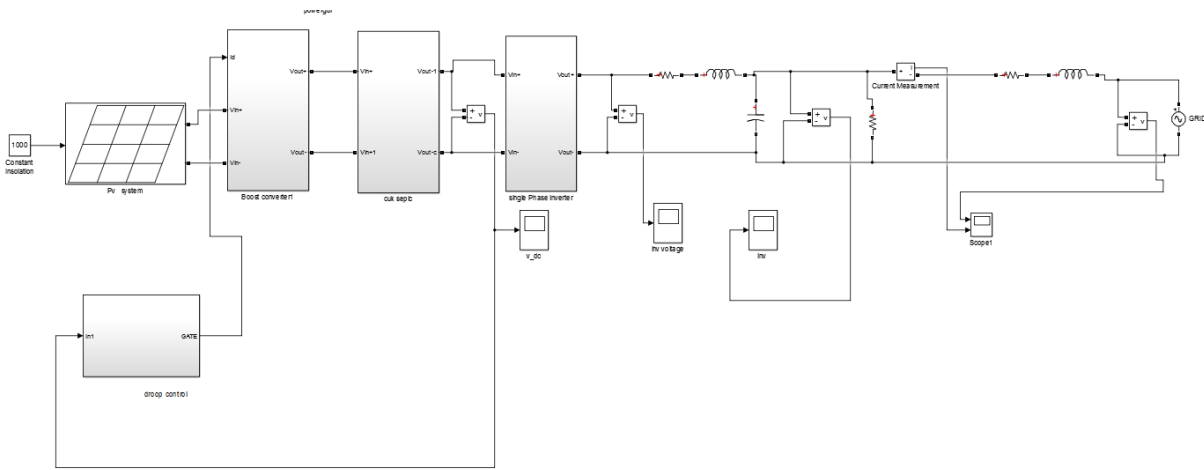 powergui
Id
Vin+
Vin-
Vout+
Vout-
Boost converter1
Vin+
Vin+1
Vout-1
Vout-c
cuk sepic
Vin+
Vin-
Vout+
Vout-
single Phase Inverter
1000
Constant
Insolation
Pv system
+
-
v
+
-
v
+
-
v
+
i
-
Current Measurement
+
-
v
+
GRID
v_dc
Inv voltage
Inv
Scope1
In1
GATE
droop control